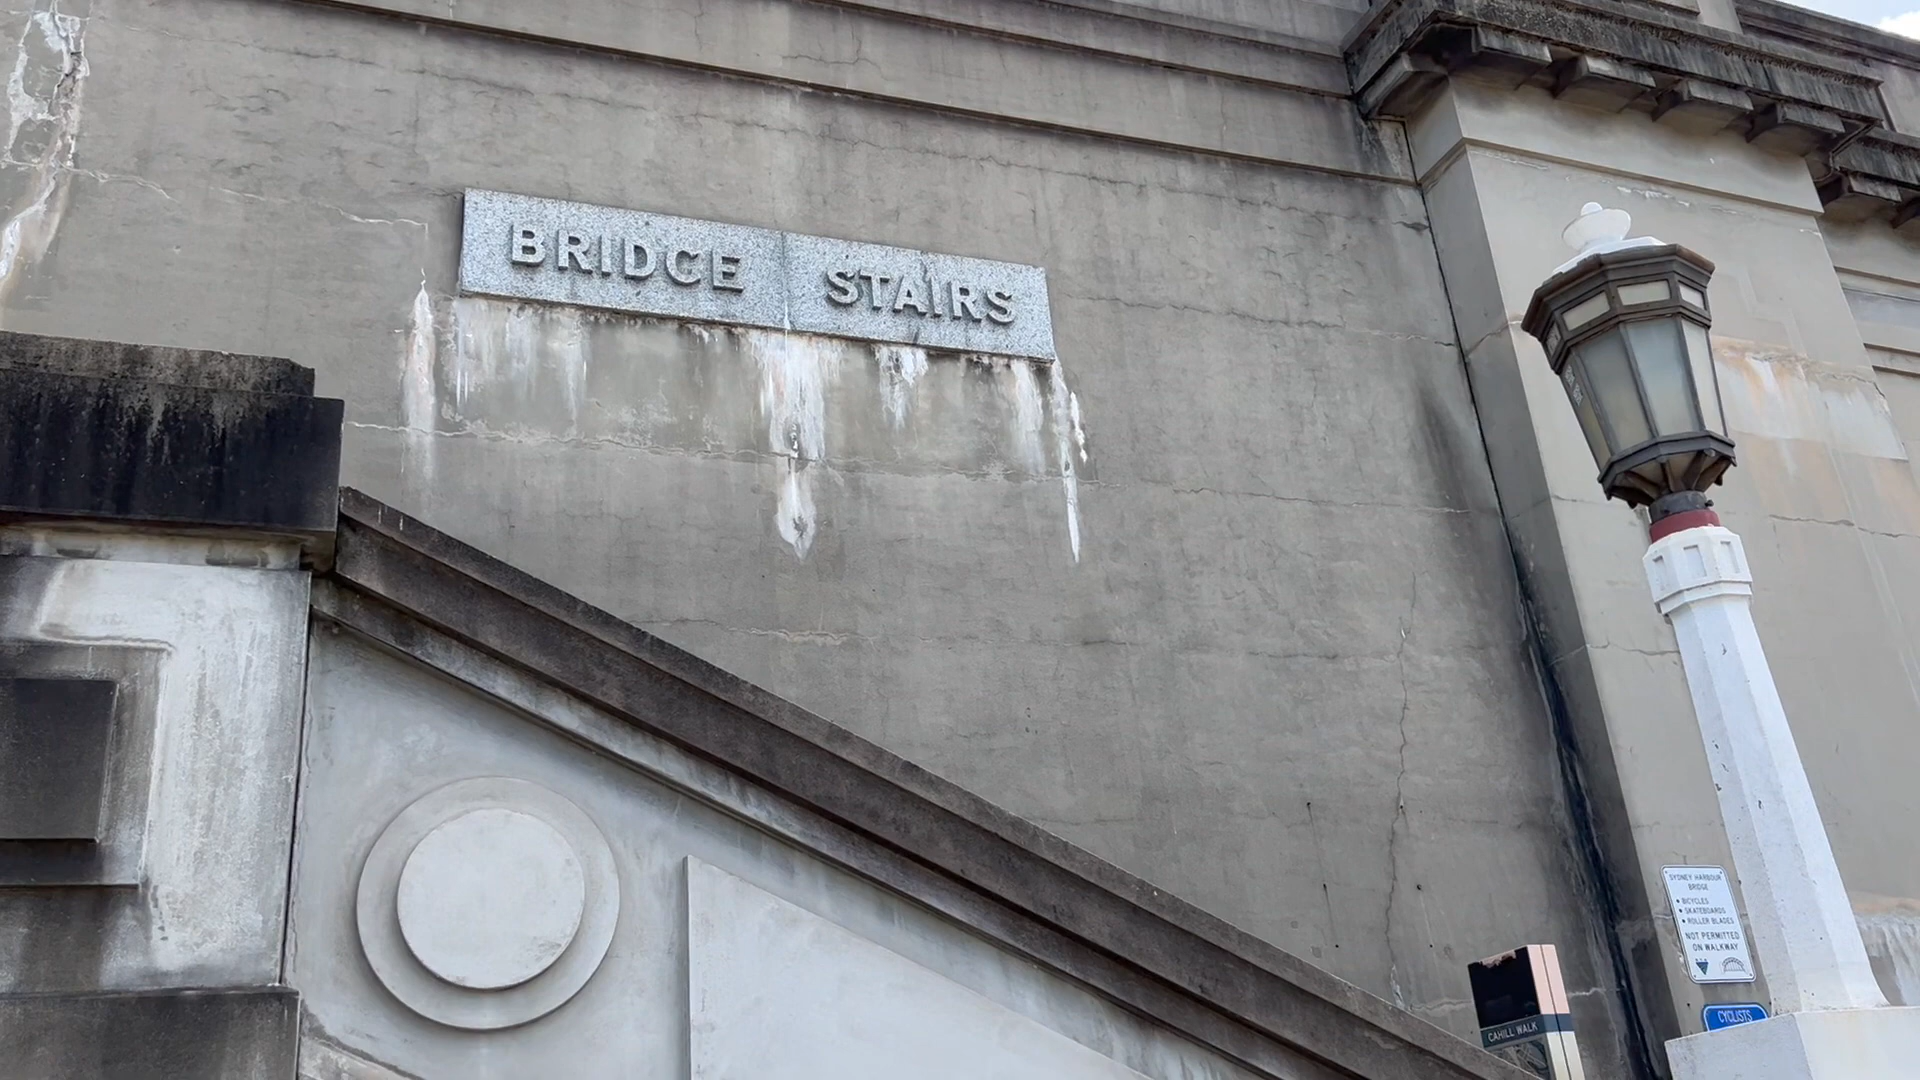 BRIDGE STAIRS
SYDNEY HARBOUR
BRIDGE
• BICYCLES
• SKATEBOARDS
• ROLLER BLADES
NOT PERMITTED
ON WALKWAY
CYCLISTS
CAHILL WALK